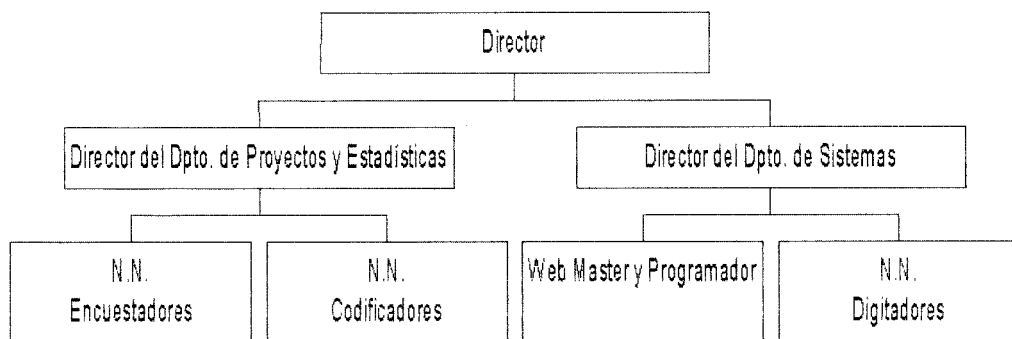 Director
Director del Dpto. de Proyectos y Estadísticas
Director del Dpto. de Sistemas
N.N.
Encuestadores
N.N.
Codificadores
Web Master y Programador
N.N.
Digitadores